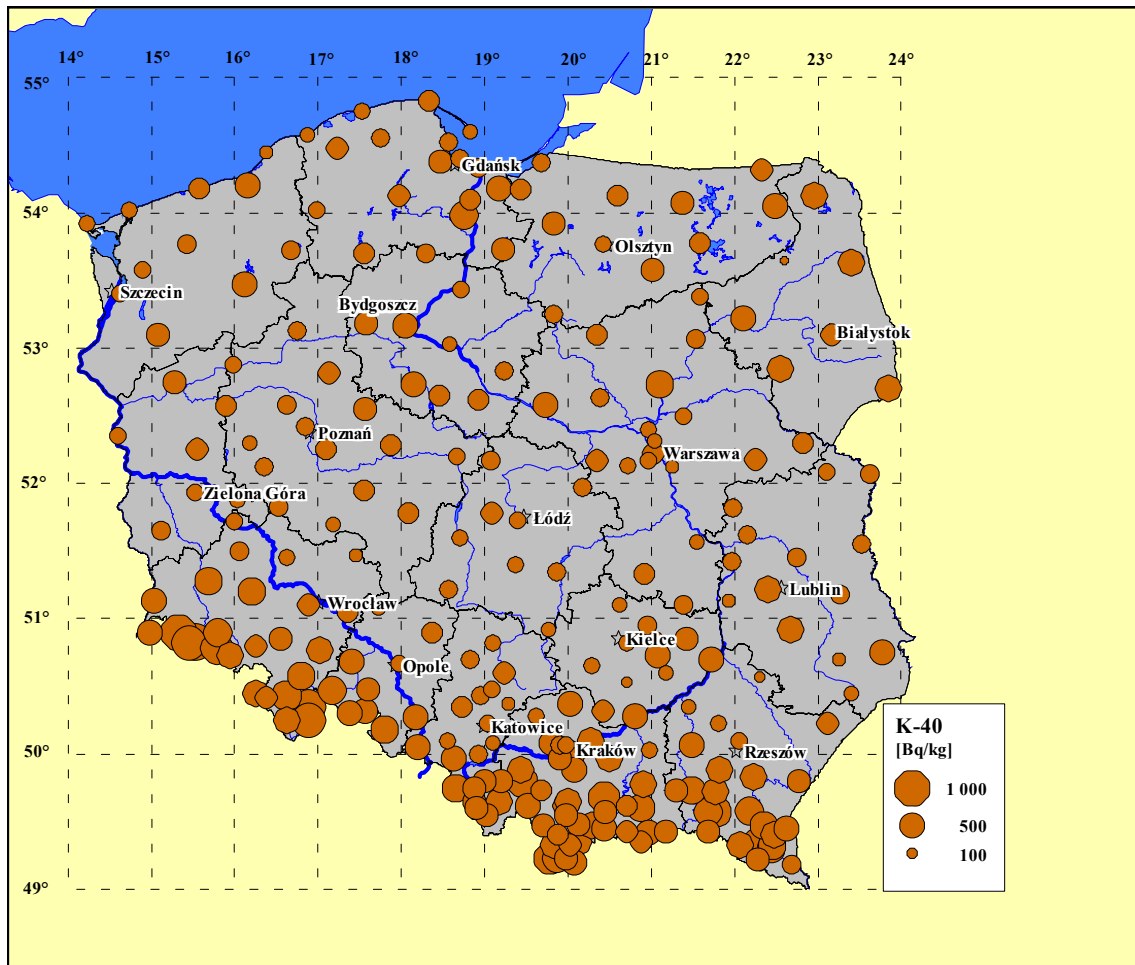 14° 15° 16° 17° 18° 19° 20° 21° 22° 23° 24°
55°
Gdańsk
54°
Olsztyn
Szczecin
Bydgoszcz
Białystok
53°
Poznań
Warszawa
52°
Zielona Góra
Łódź
Lublin
51°
Wrocław
Kielce
Opole
Katowice
50°
Kraków
Rzeszów
49°
K-40
[Bq/kg]
1 000
500
100